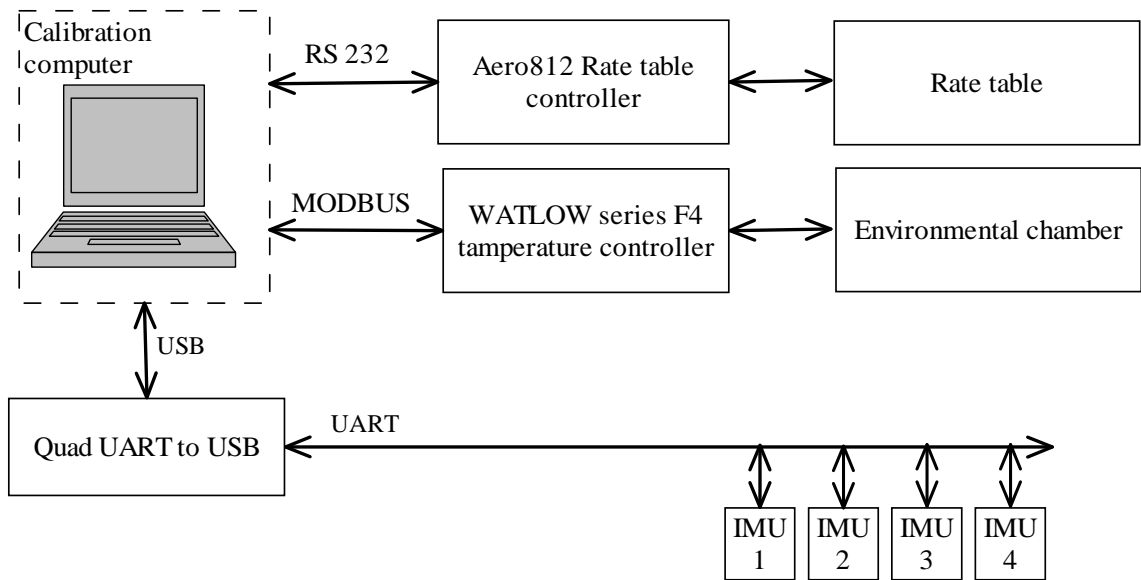 Calibration
computer
RS 232
Aero812 Rate table
controller
Rate table
MODBUS
WATLOW series F4
tamperature controller
Environmental chamber
USB
Quad UART to USB
UART
IMU
1
IMU
2
IMU
3
IMU
4